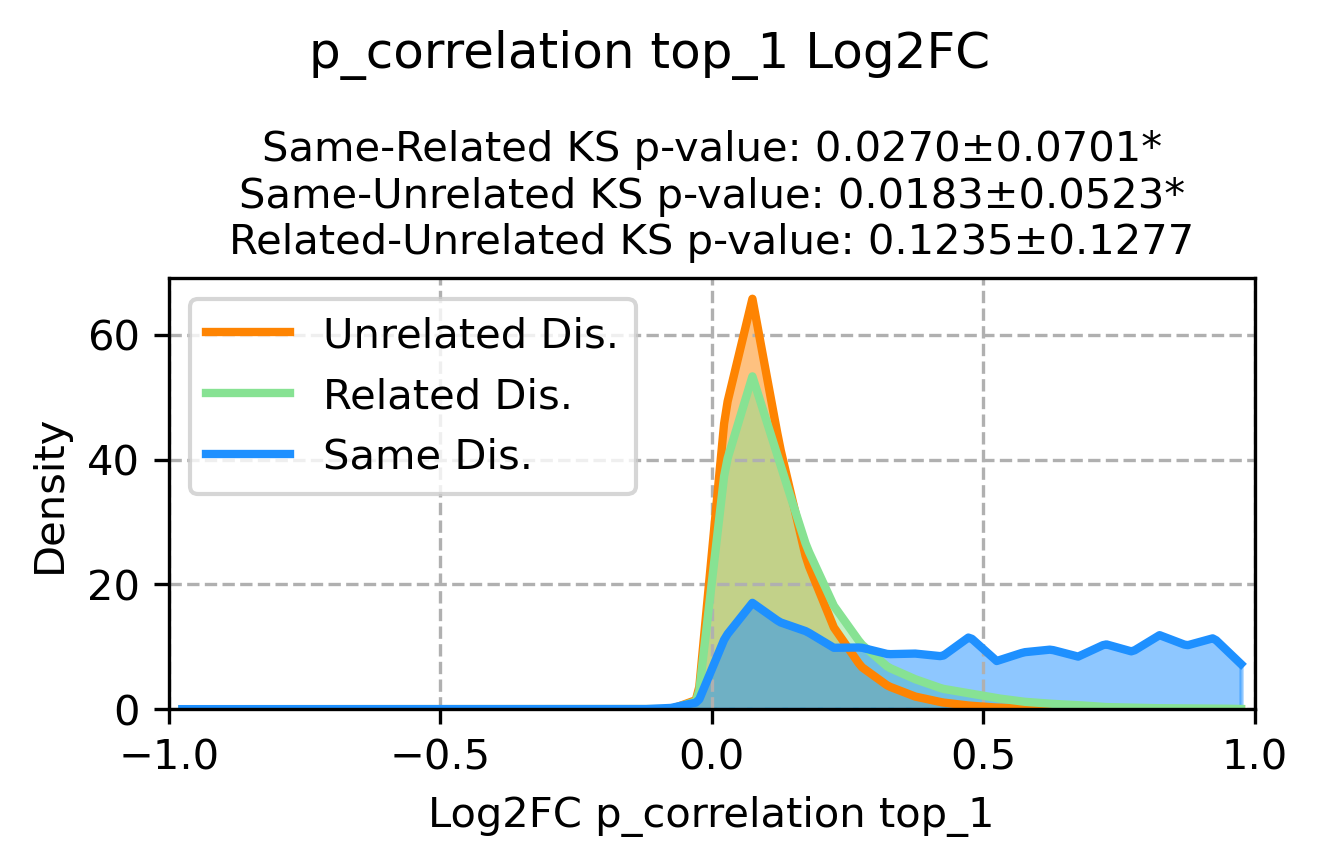 p_correlation top_1 Log2FC
Same-Related KS p-value: 0.0270±0.0701*
Same-Unrelated KS p-value: 0.0183±0.0523*
Related-Unrelated KS p-value: 0.1235±0.1277
Unrelated Dis.
Related Dis.
Same Dis.
Density
60
40
20
0
−1.0 −0.5 0.0 0.5 1.0
Log2FC p_correlation top_1